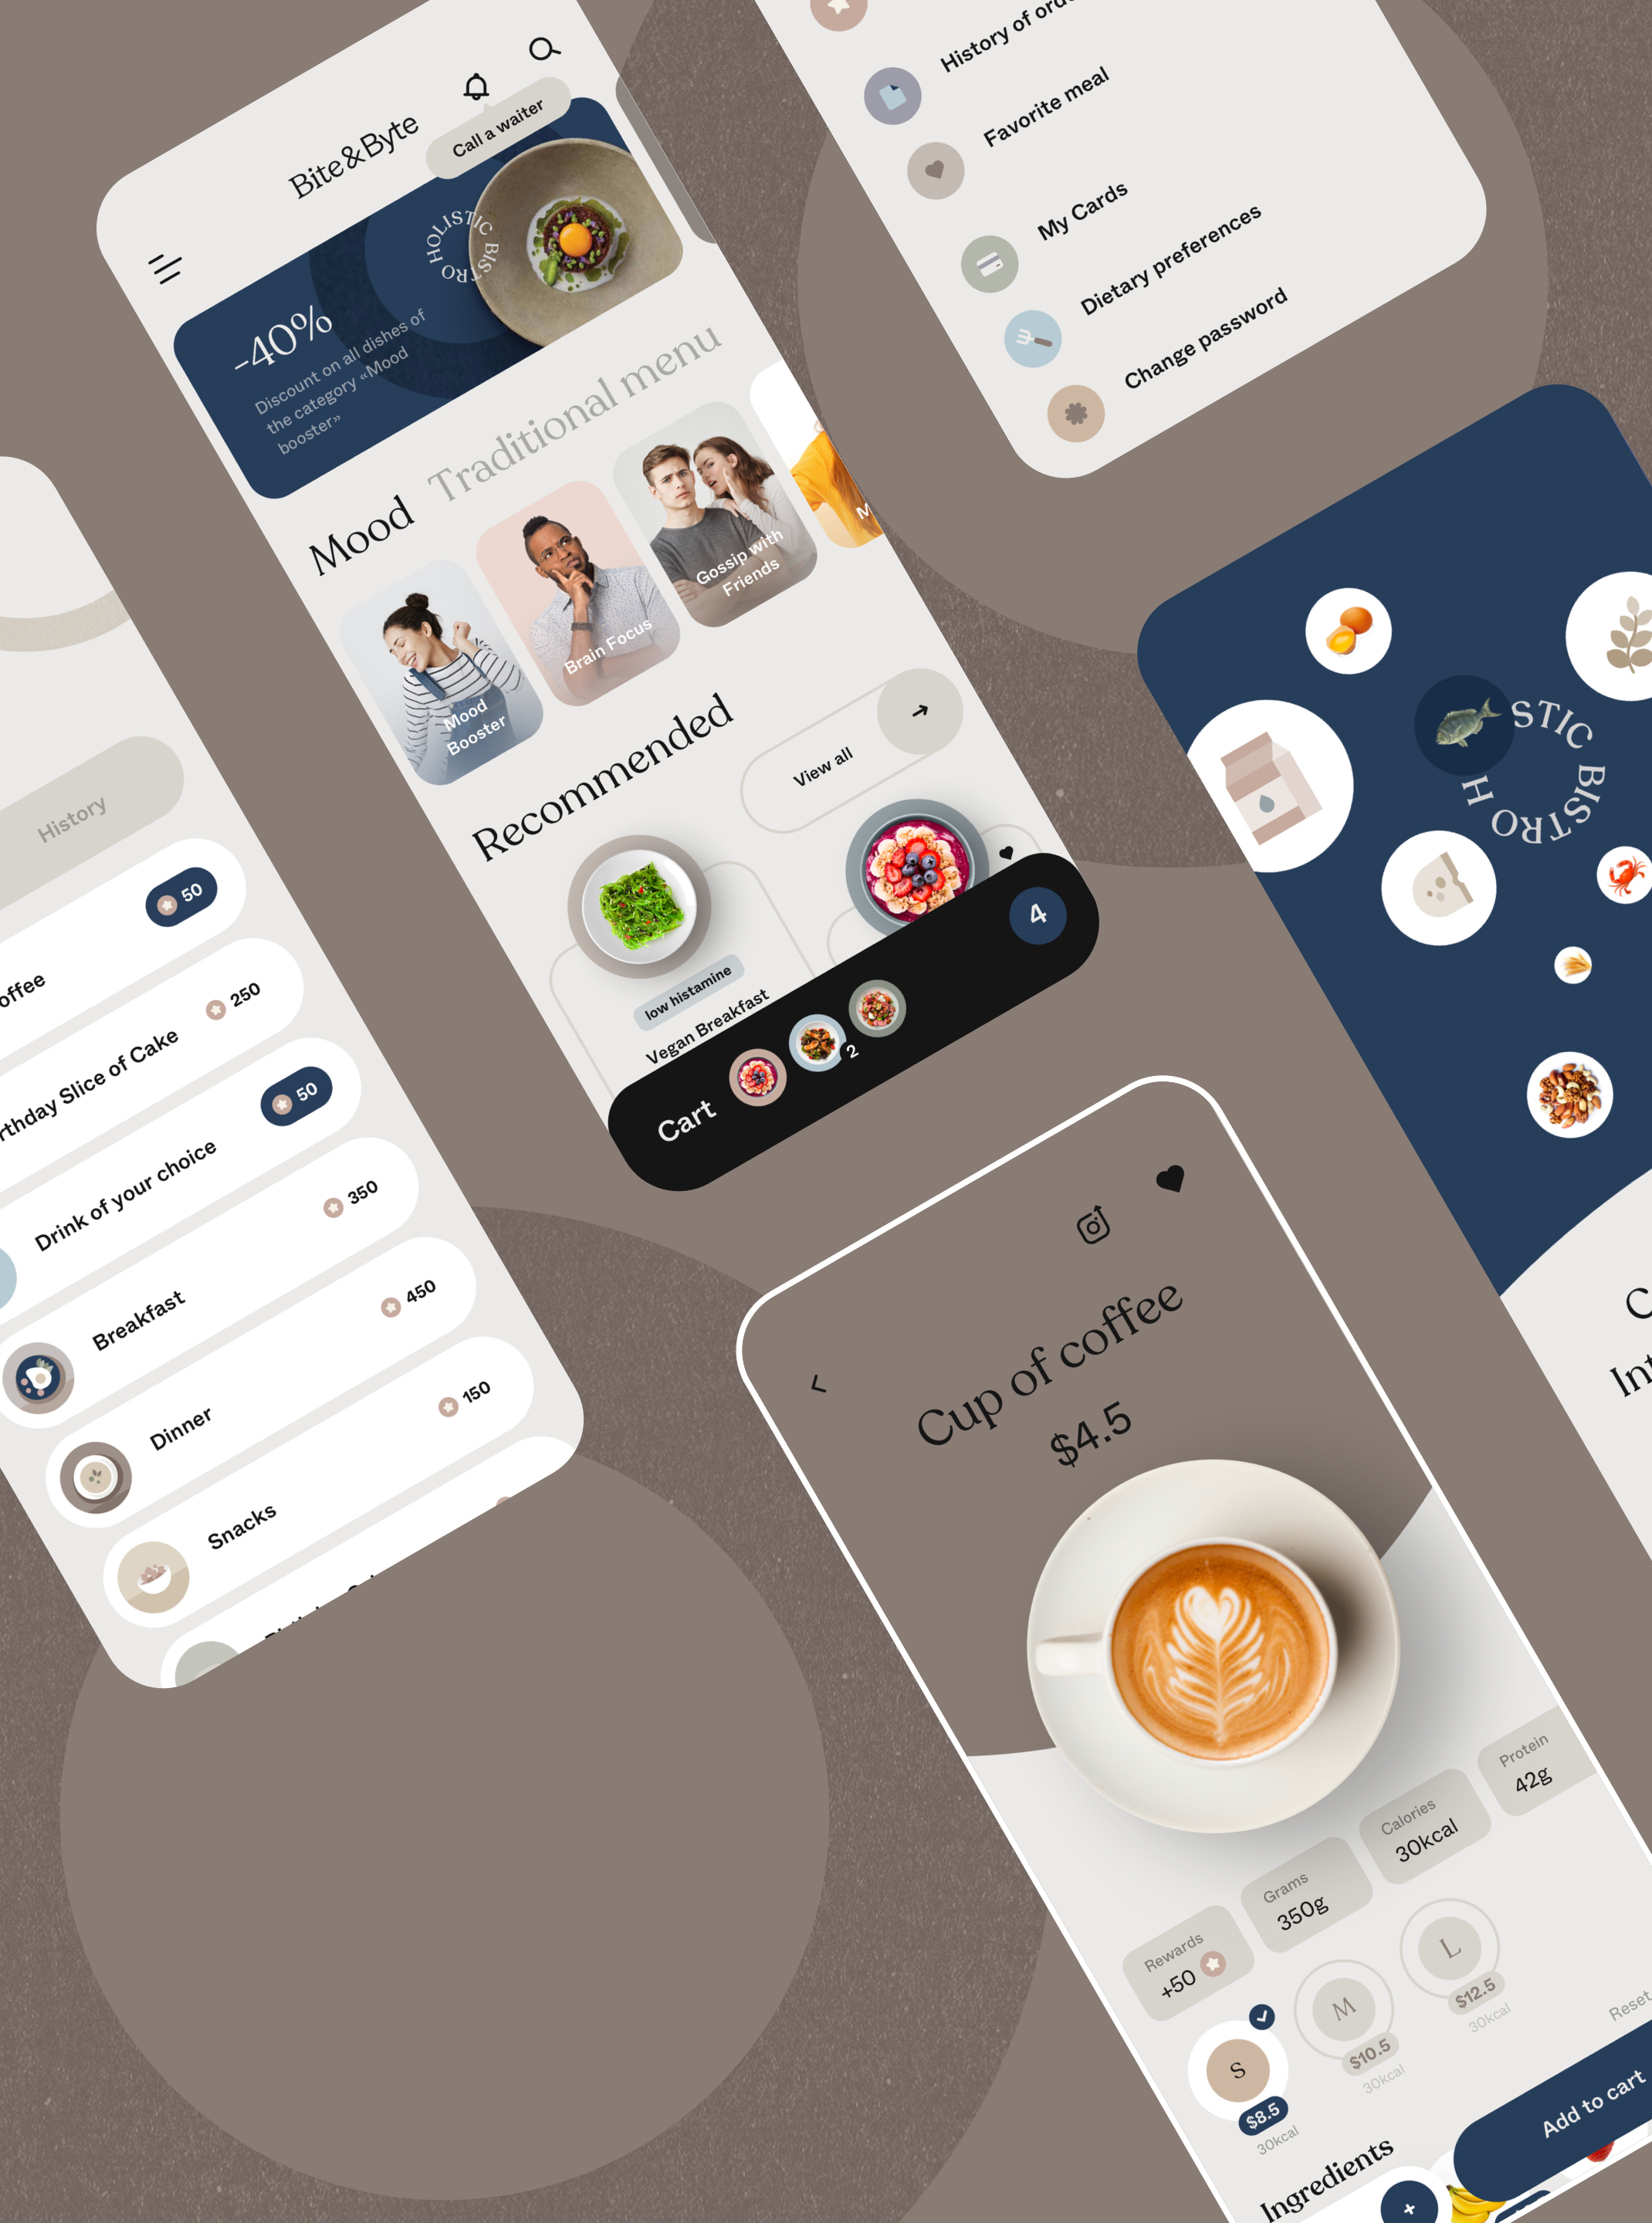 Bite&Byte
Call a waiter
HOLISTIC BISTRO
-40%
Discount on all dishes of
the category «Mood
booster»
Mood Traditional menu
Mood
Booster
Brain Focus
Gossip with
Friends
M
Recommended
View all
low histamine
Vegan Breakfast
Cart
2
4
Favorite meal
My Cards
Dietary preferences
Change password
History of
History
50
250
Slice of Cake
50
Drink of your choice
350
Breakfast
450
Dinner
150
Snacks
STIC BISTRO H
Cup of coffee
$4.5
Rewards
+50
Grams
350g
Calories
30kcal
Protein
42g
S
$8.5
30kcal
M
$10.5
30kcal
L
$12.5
30kcal
Reset
Add to cart
Ingredients
+